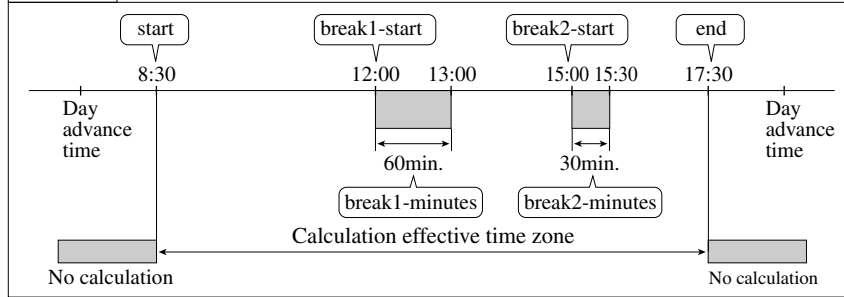 start
break1-start
break2-start
end
8:30
12:00
13:00
15:00
15:30
17:30
Day
advance
time
Day
advance
time
60min.
30min.
break1-minutes
break2-minutes
Calculation effective time zone
No calculation
No calculation